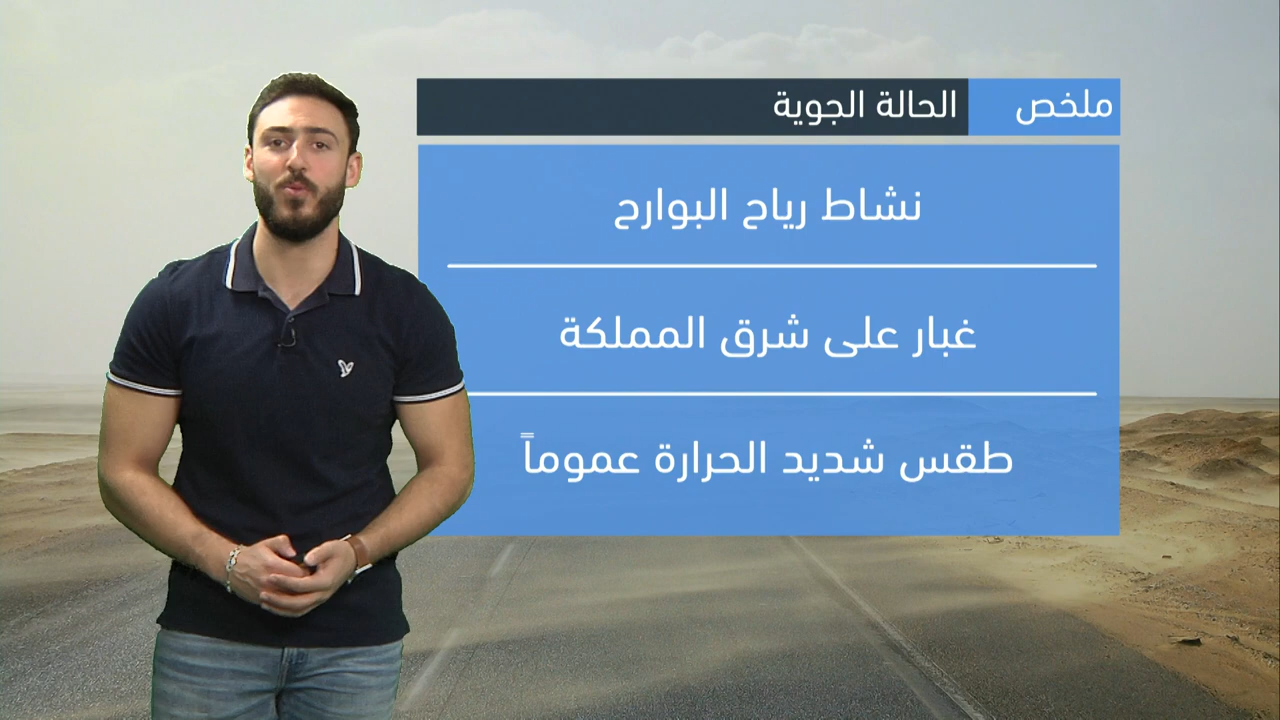 ملخص الحالة الجوية
نشاط رياح البوارح
غبار على شرق المملكة
طقس شديد الحرارة عموماً